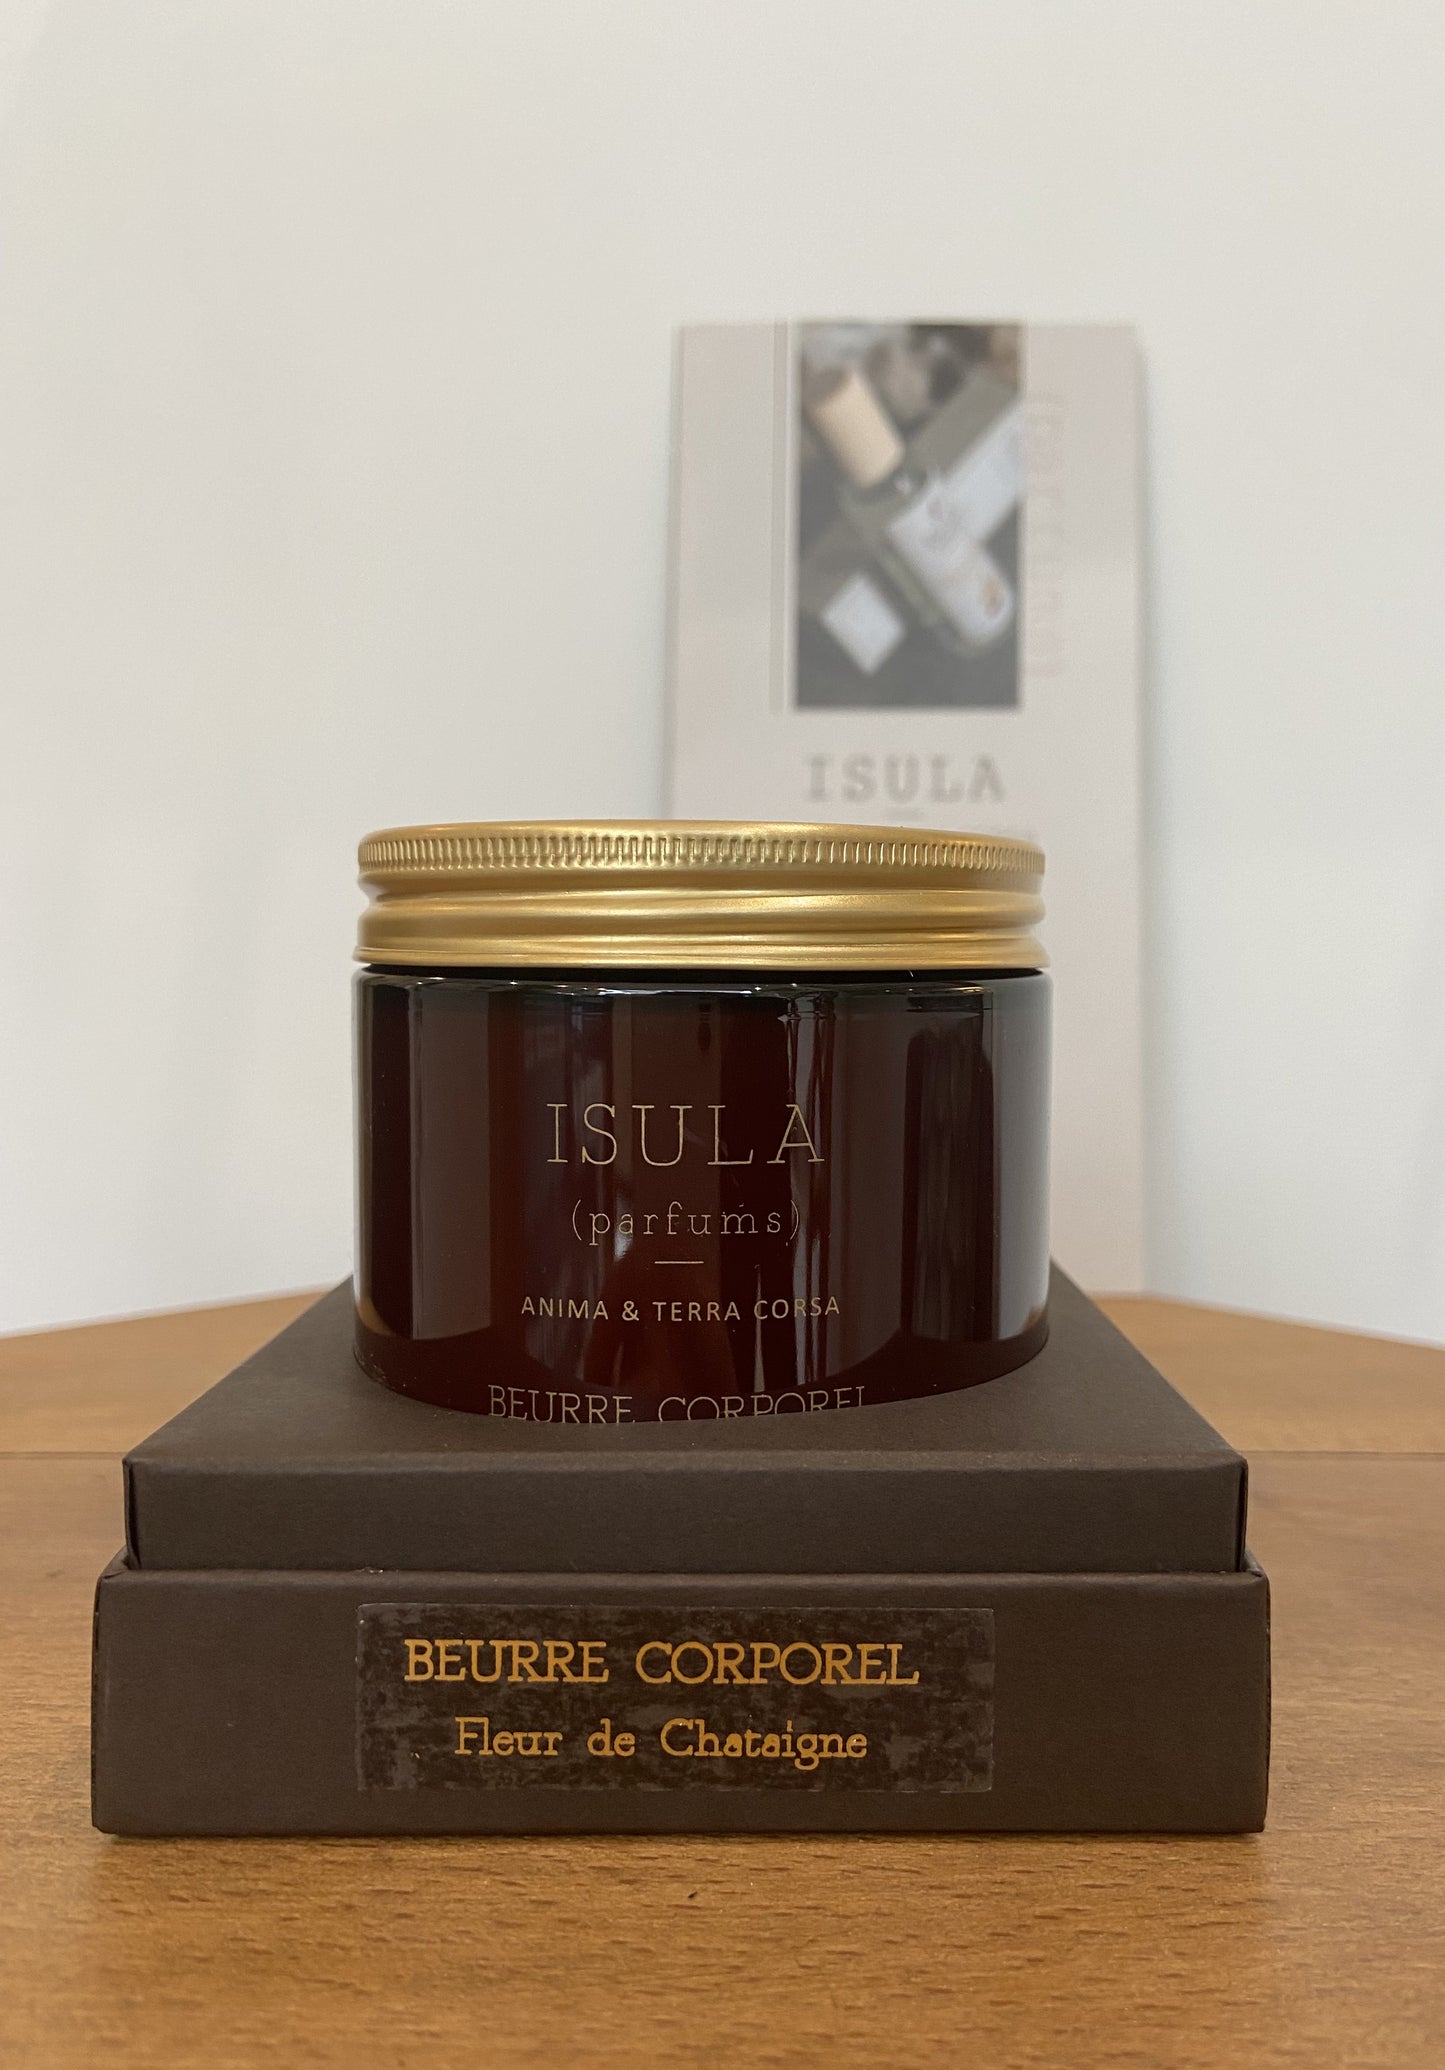 ISULA
ISULA
(parfums)
ANIMA & TERRA CORSA
BEURRE CORPOREL
BEURRE CORPOREL
Fleur de Chataigne